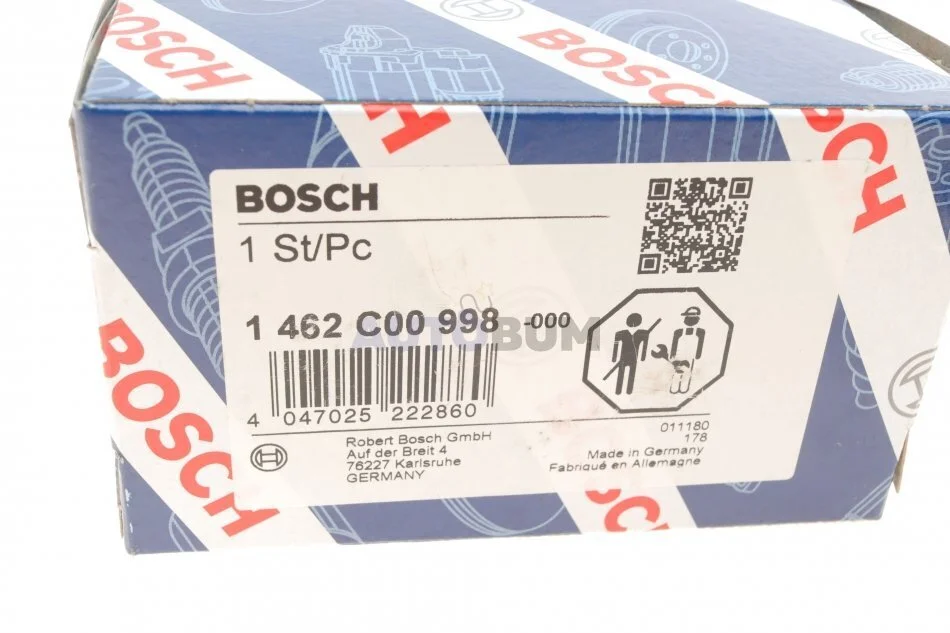 BOSCH
BOSCH
BOSCH
BOSCH
1 St/Pc
1 462 C00 998 -000
AUTOBUM
4 047025 222860
011180
178
Robert Bosch GmbH
Auf der Breit 4
76227 Karlsruhe
GERMANY
Made in Germany
Fabriqué en Allemagne
BOSCH